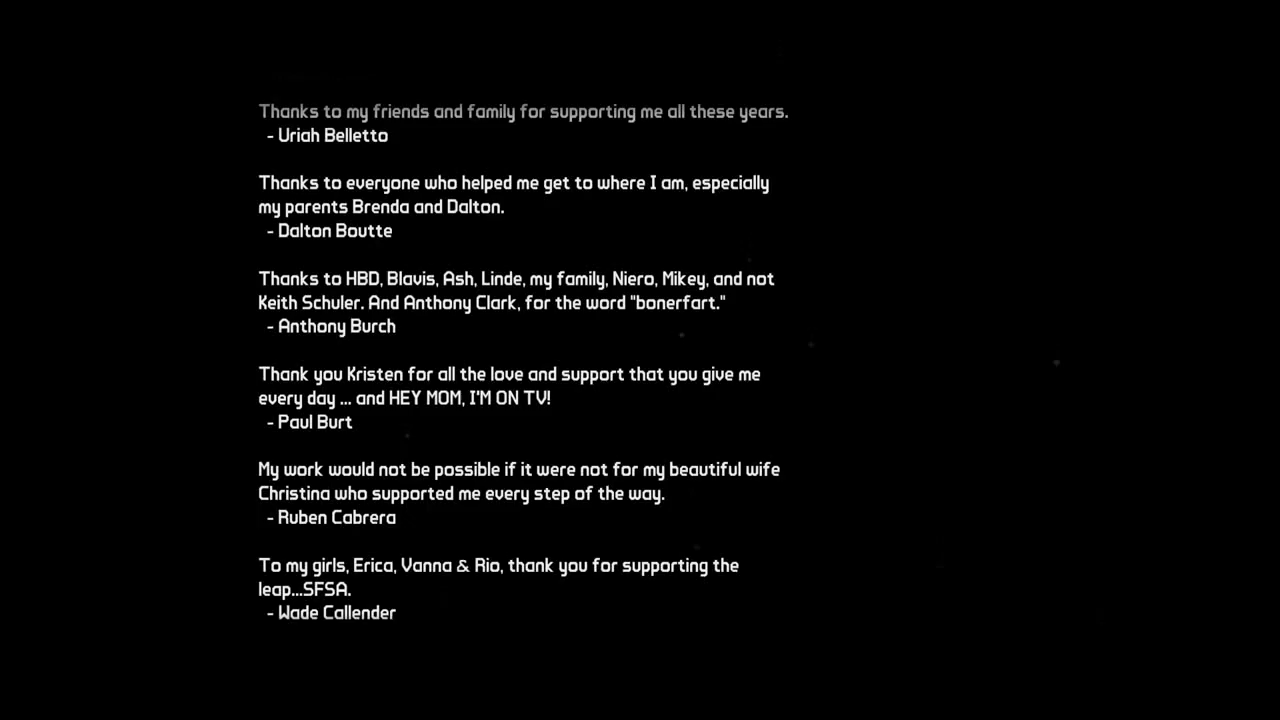 Thanks to my friends and family for supporting me all these years.
- Uriah Belletto
Thanks to everyone who helped me get to where I am, especially
my parents Brenda and Dalton.
- Dalton Boutte
Thanks to HBD, Blavis, Ash, Linde, my family, Niero, Mikey, and not
Keith Schuler. And Anthony Clark, for the word "bonerfart."
- Anthony Burch
Thank you Kristen for all the love and support that you give me
every day ... and HEY MOM, I'M ON TV!
- Paul Burt
My work would not be possible if it were not for my beautiful wife
Christina who supported me every step of the way.
- Ruben Cabrera
To my girls, Erica, Vanna & Rio, thank you for supporting the
leap...SFSA.
- Wade Callender